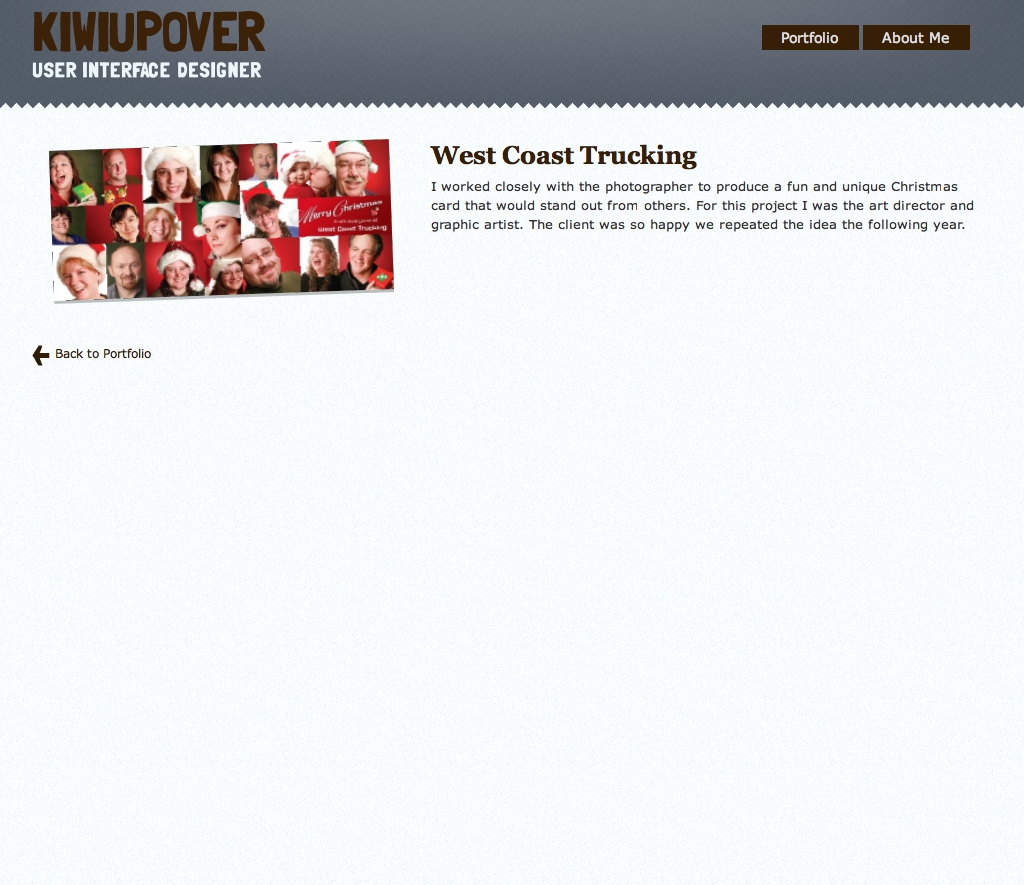 KIWIUPOVER
USER INTERFACE DESIGNER
Portfolio
About Me
Merry Christmas
West Coast Trucking
West Coast Trucking
I worked closely with the photographer to produce a fun and unique Christmas
card that would stand out from others. For this project I was the art director and
graphic artist. The client was so happy we repeated the idea the following year.
Back to Portfolio